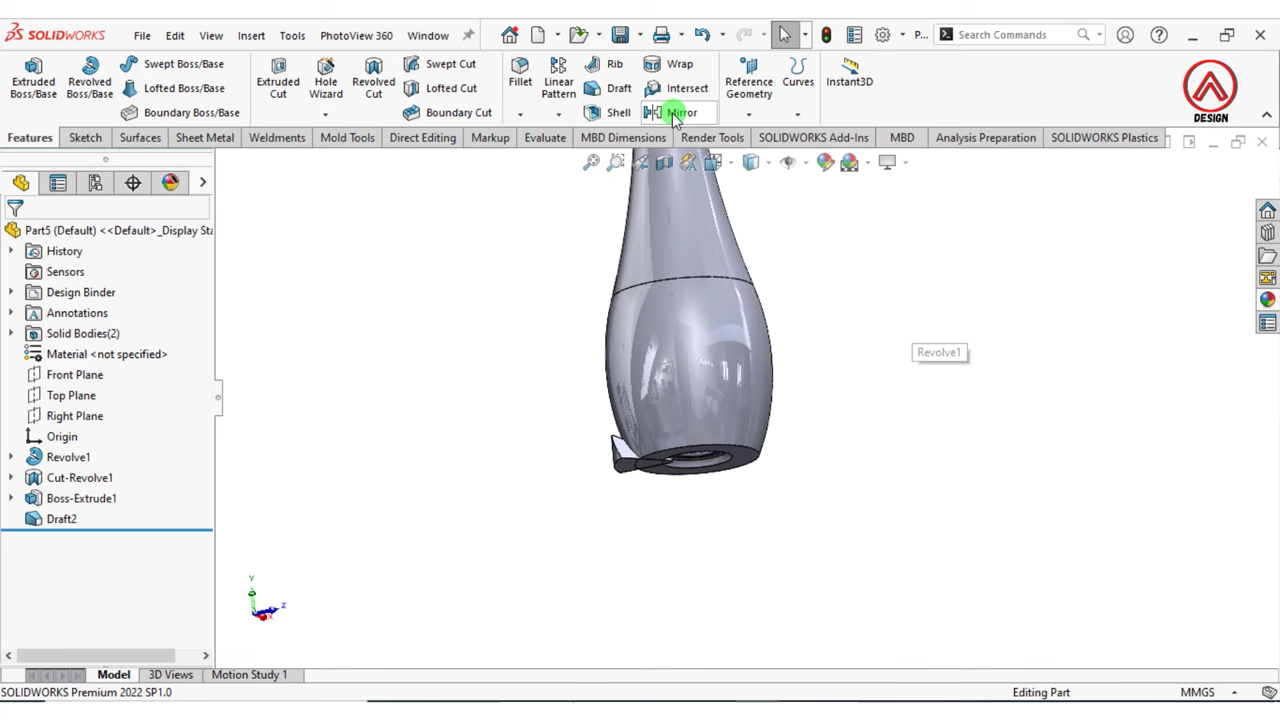 SOLIDWORKS File Edit View Insert Tools PhotoView 360 Window P... Search Commands
Extruded Boss/Base
Revolved Boss/Base
Swept Boss/Base
Lofted Boss/Base
Boundary Boss/Base
Extruded Cut
Hole Wizard
Revolved Cut
Swept Cut
Lofted Cut
Boundary Cut
Fillet
Linear Pattern
Rib
Draft
Shell
Wrap
Intersect
Mirror
Reference Geometry
Curves
Instant3D
DESIGN
Features Sketch Surfaces Sheet Metal Weldments Mold Tools Direct Editing Markup Evaluate MBD Dimensions Render Tools SOLIDWORKS Add-Ins MBD Analysis Preparation SOLIDWORKS Plastics
Part5 (Default) <<Default>_Display Sta
History
Sensors
Design Binder
Annotations
Solid Bodies(2)
Material <not specified>
Front Plane
Top Plane
Right Plane
Origin
Revolve1
Cut-Revolve1
Boss-Extrude1
Draft2
Revolve1
Y
Z
X
Model 3D Views Motion Study 1
SOLIDWORKS Premium 2022 SP1.0 Editing Part MMGS